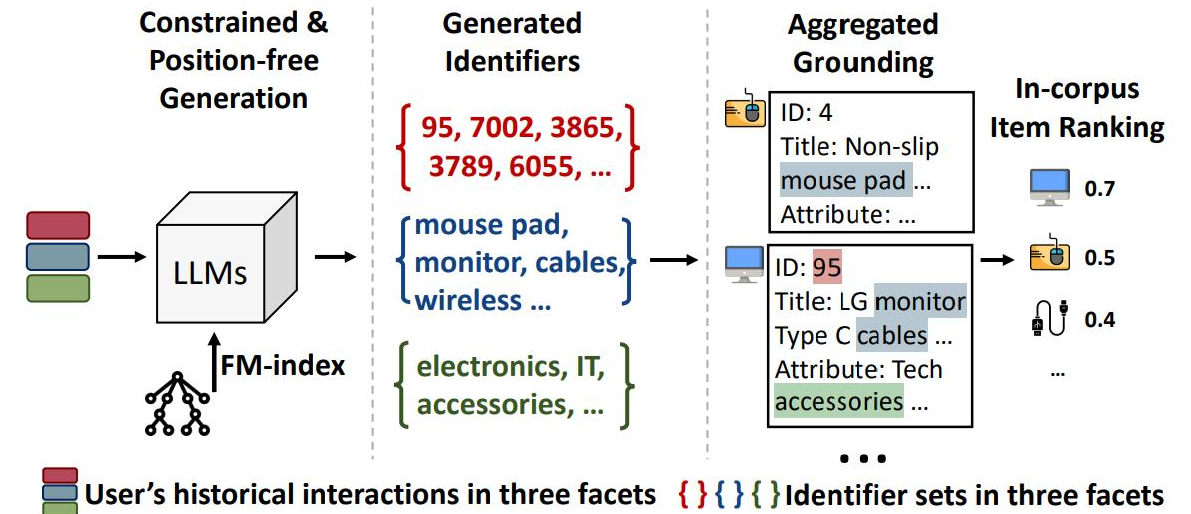 Constrained &
Position-free
Generation
LLMs
FM-index
Generated
Identifiers
{ 95, 7002, 3865,
3789, 6055, ... }
{ mouse pad,
monitor, cables,
wireless ... }
{ electronics, IT,
accessories, ... }
Aggregated
Grounding
ID: 4
Title: Non-slip
mouse pad ...
Attribute: ...
ID: 95
Title: LG monitor
Type C cables ...
Attribute: Tech
accessories ...
...
In-corpus
Item Ranking
0.7
0.5
0.4
...
User's historical interactions in three facets
{ } { } { } Identifier sets in three facets